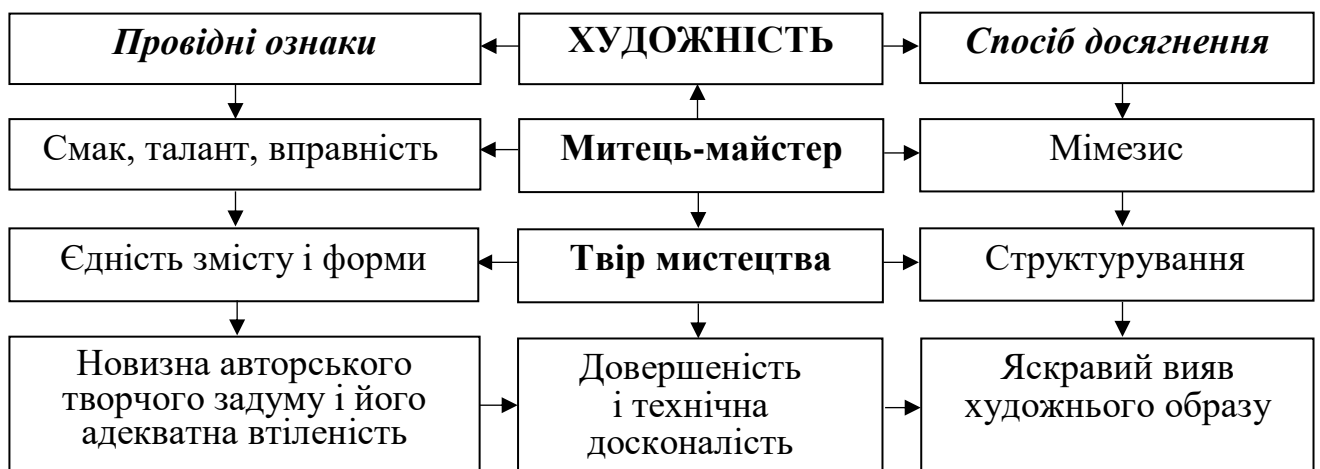 Провідні ознаки
ХУДОЖНІСТЬ
Спосіб досягнення
Смак, талант, вправність
Митець-майстер
Мімезис
Єдність змісту і форми
Твір мистецтва
Структурування
Новизна авторського
творчого задуму і його
адекватна втіленість
Довершеність
і технічна
досконалість
Яскравий вияв
художнього образу